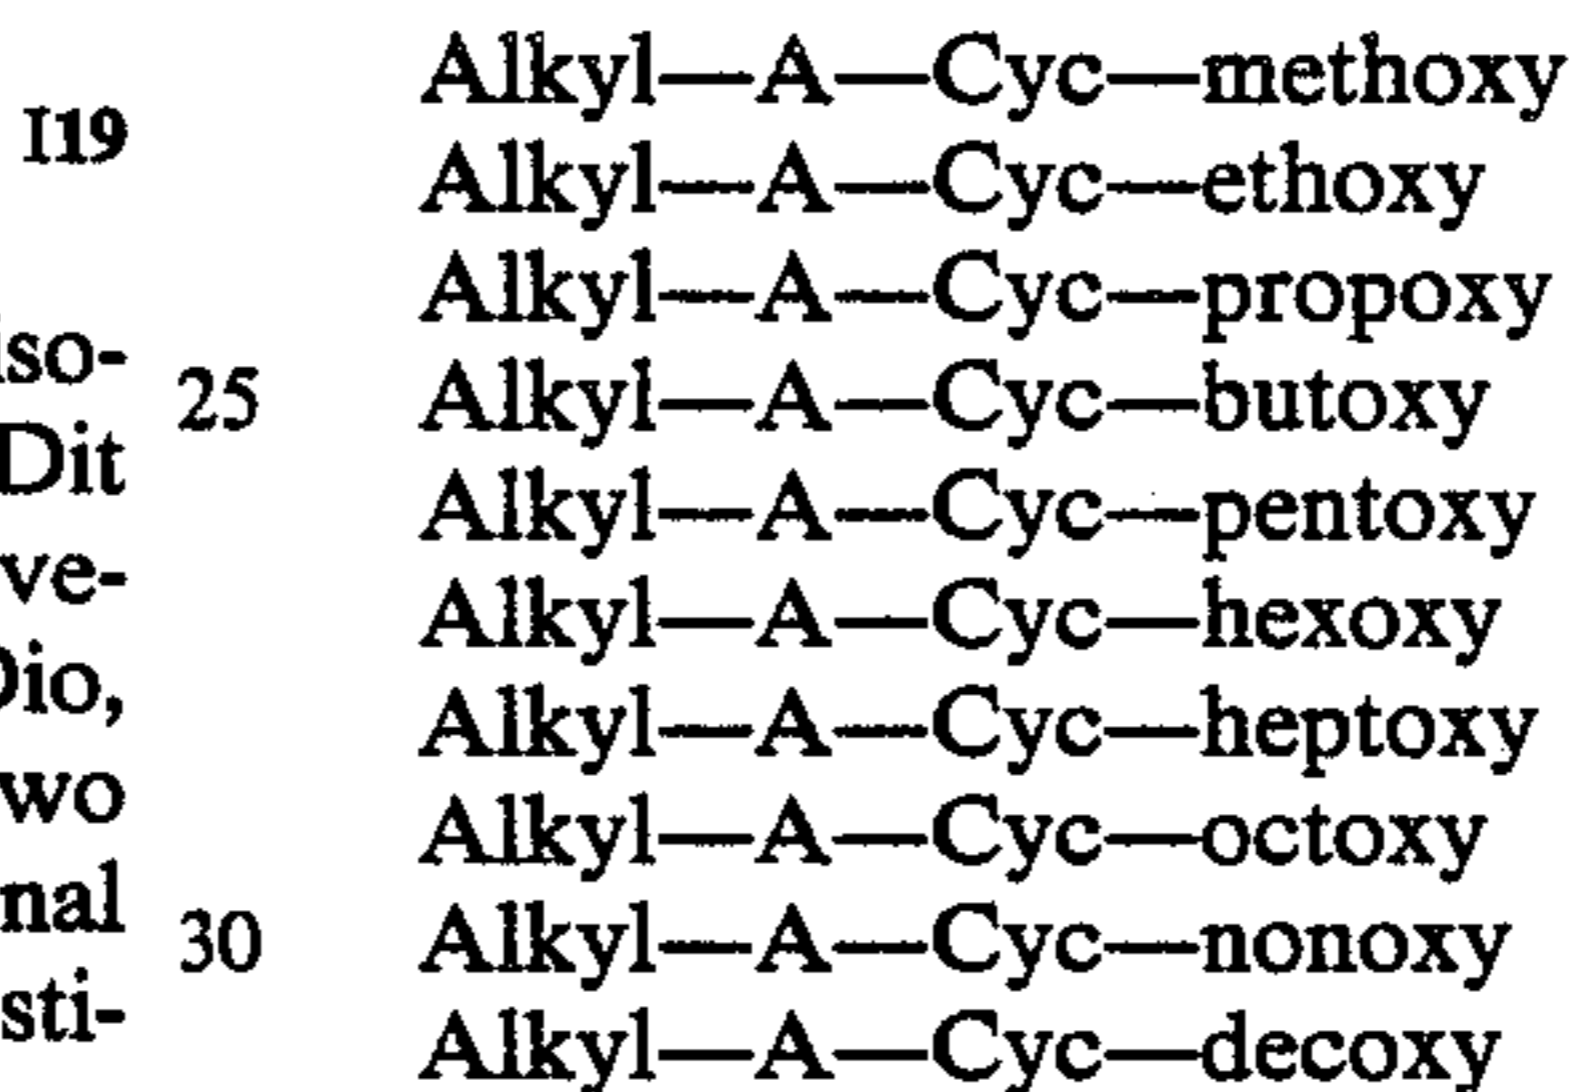 I19
iso-
Dit
ve-
Dio,
wo
nal
sti-
25
30
Alkyl—A—Cyc—methoxy
Alkyl—A—Cyc—ethoxy
Alkyl—A—Cyc—propoxy
Alkyl—A—Cyc—butoxy
Alkyl—A—Cyc—pentoxy
Alkyl—A—Cyc—hexoxy
Alkyl—A—Cyc—heptoxy
Alkyl—A—Cyc—octoxy
Alkyl—A—Cyc—nonoxy
Alkyl—A—Cyc—decoxy